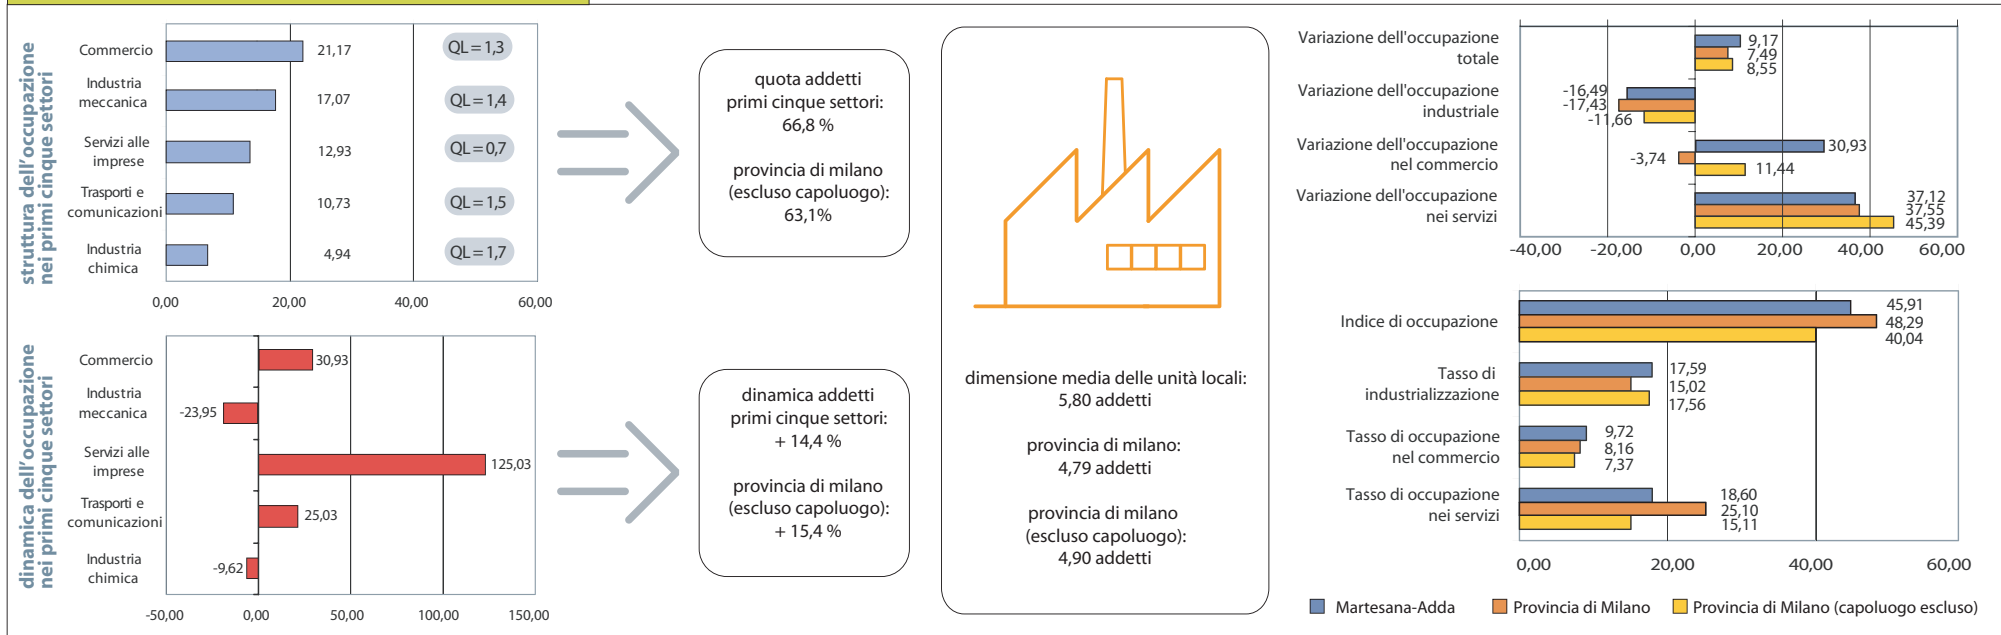 struttura dell'occupazione
nei primi cinque settori
Commercio
21,17
QL = 1,3
Industria
meccanica
17,07
QL = 1,4
Servizi alle
imprese
12,93
QL = 0,7
Trasporti e
comunicazioni
10,73
QL = 1,5
Industria
chimica
4,94
QL = 1,7
0,00 20,00 40,00 60,00
quota addetti
primi cinque settori:
66,8 %
provincia di milano
(escluso capoluogo):
63,1%
dinamica dell'occupazione
nei primi cinque settori
Commercio
30,93
Industria
meccanica
-23,95
Servizi alle
imprese
125,03
Trasporti e
comunicazioni
25,03
Industria
chimica
-9,62
-50,00 0,00 50,00 100,00 150,00
dinamica addetti
primi cinque settori:
+ 14,4 %
provincia di milano
(escluso capoluogo):
+ 15,4 %
dimensione media delle unità locali:
5,80 addetti
provincia di milano:
4,79 addetti
provincia di milano
(escluso capoluogo):
4,90 addetti
Variazione dell'occupazione
totale
9,17
7,49
8,55
Variazione dell'occupazione
industriale
-16,49
-17,43
-11,66
Variazione dell'occupazione
nel commercio
30,93
-3,74
11,44
Variazione dell'occupazione
nei servizi
37,12
37,55
45,39
-40,00 -20,00 0,00 20,00 40,00 60,00
Indice di occupazione
45,91
48,29
40,04
Tasso di
industrializzazione
17,59
15,02
17,56
Tasso di occupazione
nel commercio
9,72
8,16
7,37
Tasso di occupazione
nei servizi
18,60
25,10
15,11
0,00 20,00 40,00 60,00
Martesana-Adda Provincia di Milano Provincia di Milano (capoluogo escluso)